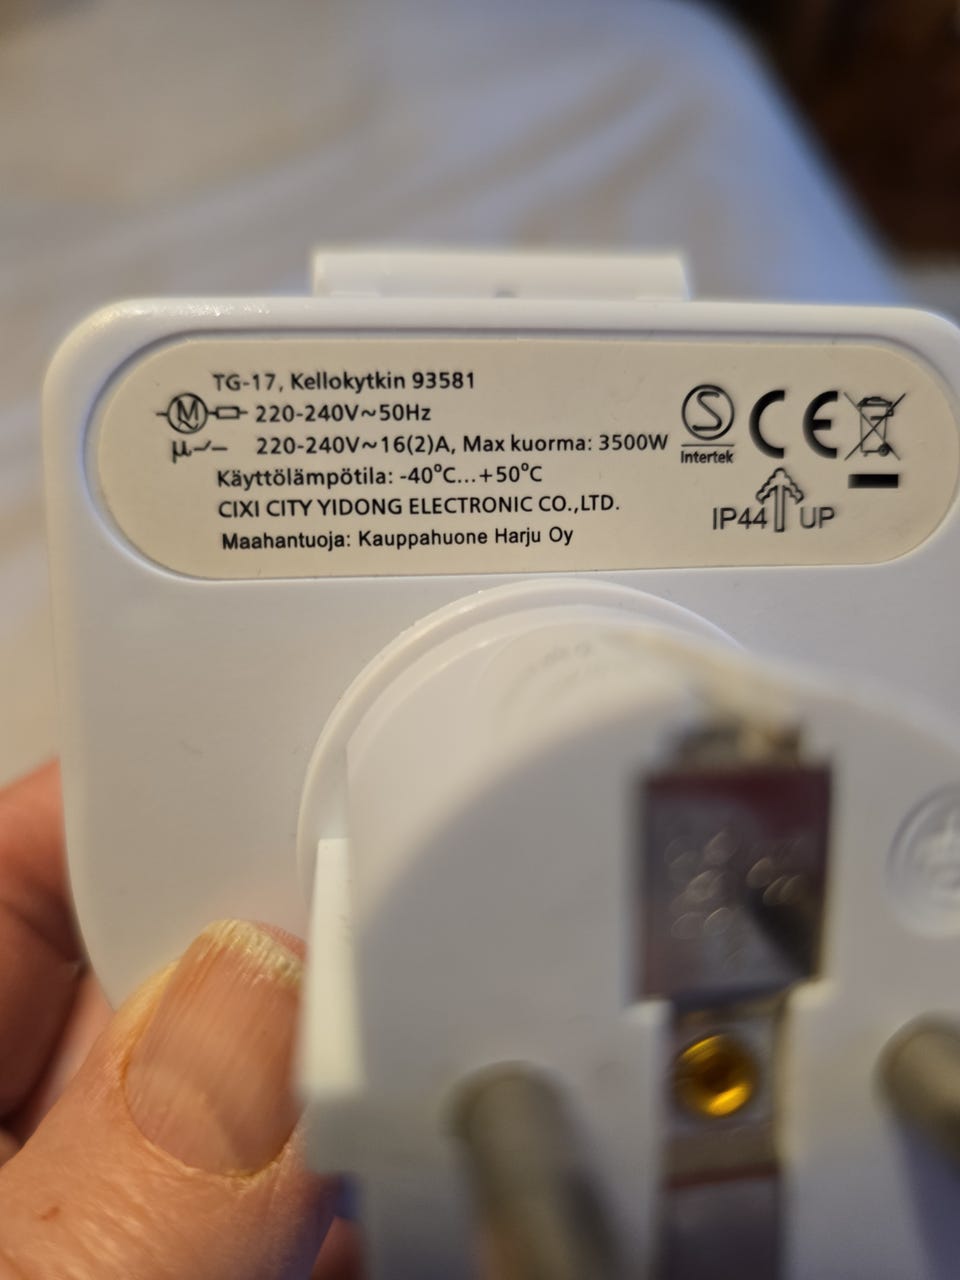 TG-17, Kellokytkin 93581
M 220-240V~50Hz
µ 220-240V~16(2)A, Max kuorma: 3500W
Käyttölämpötila: -40°C...+50°C
CIXI CITY YIDONG ELECTRONIC CO.,LTD.
Maahantuoja: Kauppahuone Harju Oy
S
Intertek
CE
IP44 UP